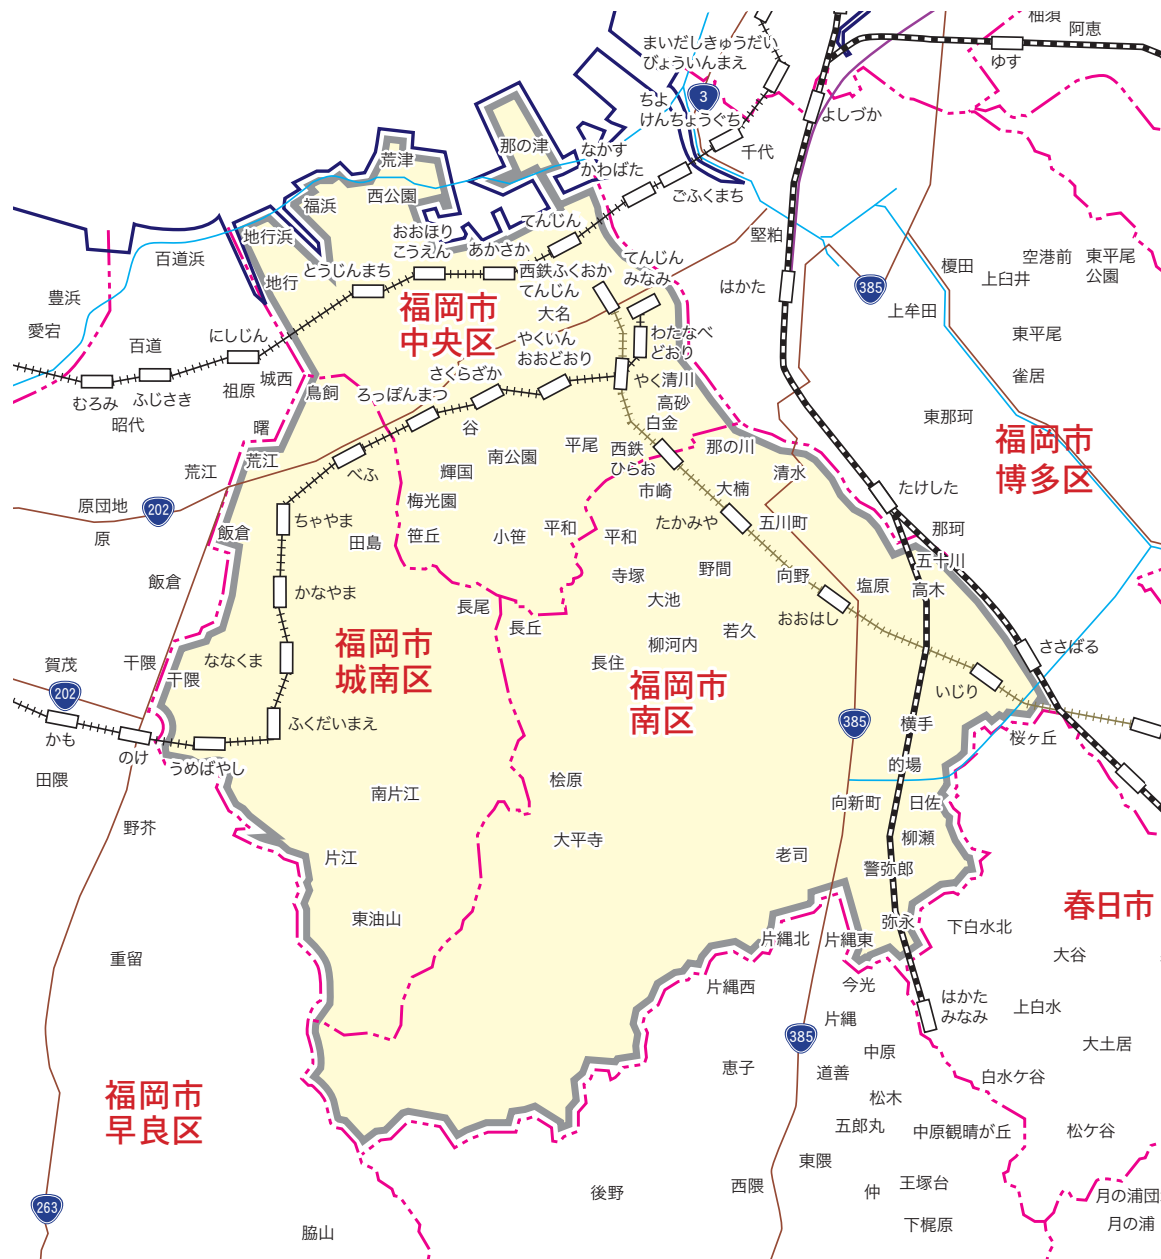 柚須
阿恵
まいだしきゅうだい
びょういんまえ
ゆす
3
ちよ
けんちょうぐち
よしづか
那の津
なかす
かわばた
千代
荒津
西公園
福浜
ごふくまち
地行浜
おおほり
こうえん
あかさか
てんじん
堅粕
百道浜
とうじんまち
西鉄ふくおか
てんじん
てんじん
みなみ
榎田
空港前
東平尾
公園
上臼井
地行
はかた
385
豊浜
福岡市
中央区
大名
上牟田
愛宕
にしじん
やくいん
おおどおり
わたなべ
どおり
東平尾
百道
さくらざか
城西
むろみ
ふじさき
祖原
鳥飼
ろっぽんまつ
やく
清川
雀居
高砂
昭代
曙
谷
白金
東那珂
平尾
西鉄
ひらお
那の川
福岡市
博多区
荒江
荒江
べふ
輝国
南公園
清水
市崎
大楠
たけした
原団地
202
梅光園
原
ちゃやま
飯倉
田島
笹丘
小笹
平和
平和
たかみや
五川町
那珂
五十川
飯倉
寺塚
野間
向野
塩原
高木
かなやま
長尾
大池
長丘
若久
おおはし
柳河内
ささばる
賀茂
干隈
ななくま
福岡市
城南区
長住
干隈
福岡市
南区
いじり
202
かも
のけ
ふくだいまえ
385
横手
桜ヶ丘
うめばやし
的場
田隈
南片江
桧原
向新町
日佐
野芥
大平寺
柳瀬
片江
老司
警弥郎
春日市
東油山
弥永
下白水北
片縄北
片縄東
重留
大谷
片縄西
今光
はかた
みなみ
上白水
片縄
385
大土居
中原
恵子
道善
白水ケ谷
福岡市
早良区
松木
五郎丸
中原観晴が丘
松ケ谷
東隈
後野
西隈
仲
王塚台
月の浦団
263
下梶原
月の浦
脇山